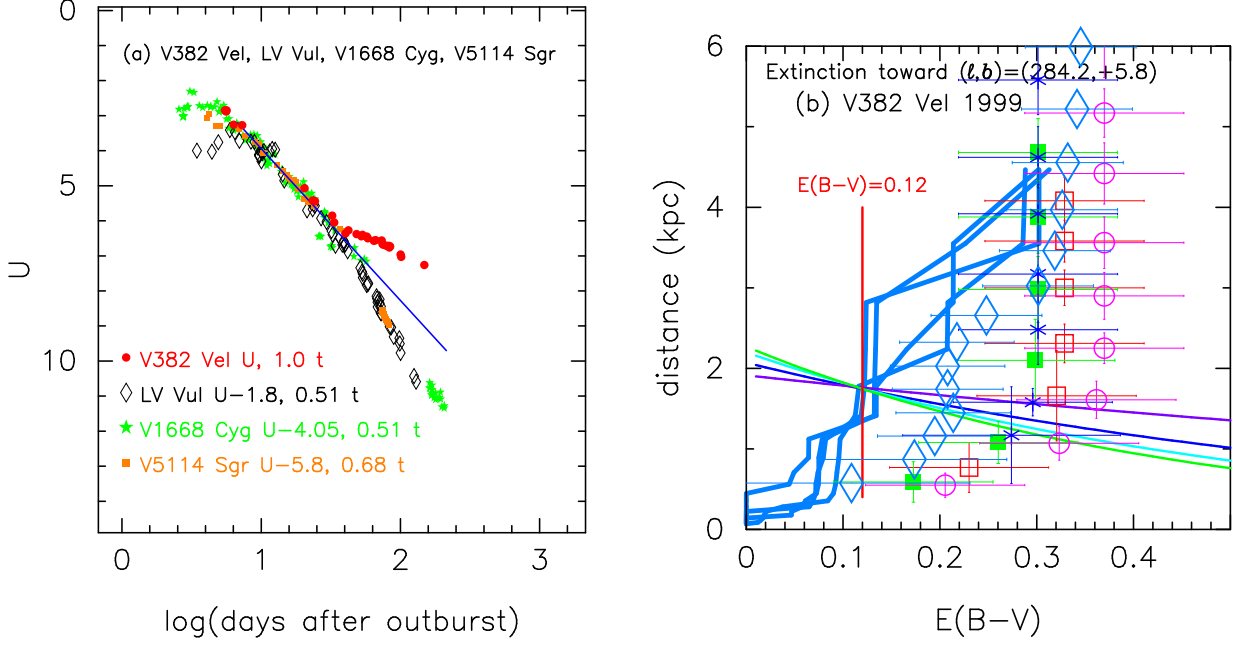 (a) V382 Vel, LV Vul, V1668 Cyg, V5114 Sgr
0
5
10
U
V382 Vel U, 1.0 t
LV Vul U−1.8, 0.51 t
V1668 Cyg U−4.05, 0.51 t
V5114 Sgr U−5.8, 0.68 t
0 1 2 3
log(days after outburst)
Extinction toward (ℓ,b)=(284.2,+5.8)
(b) V382 Vel 1999
E(B−V)=0.12
6
4
2
0
distance (kpc)
0 0.1 0.2 0.3 0.4
E(B−V)